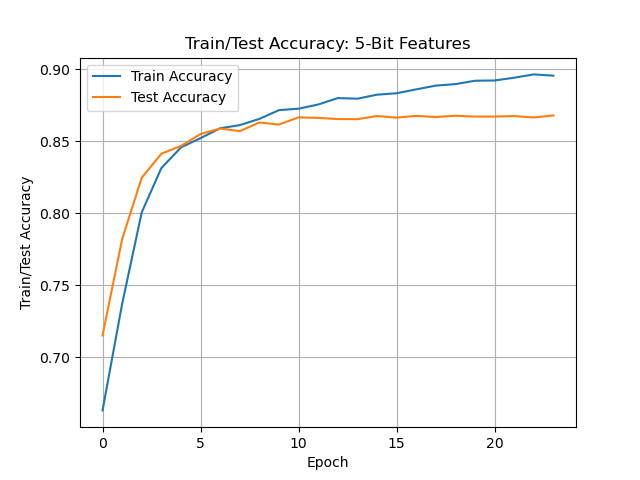 Train/Test Accuracy: 5-Bit Features
Train Accuracy
Test Accuracy
0.90
0.85
0.80
0.75
0.70
Train/Test Accuracy
0 5 10 15 20
Epoch